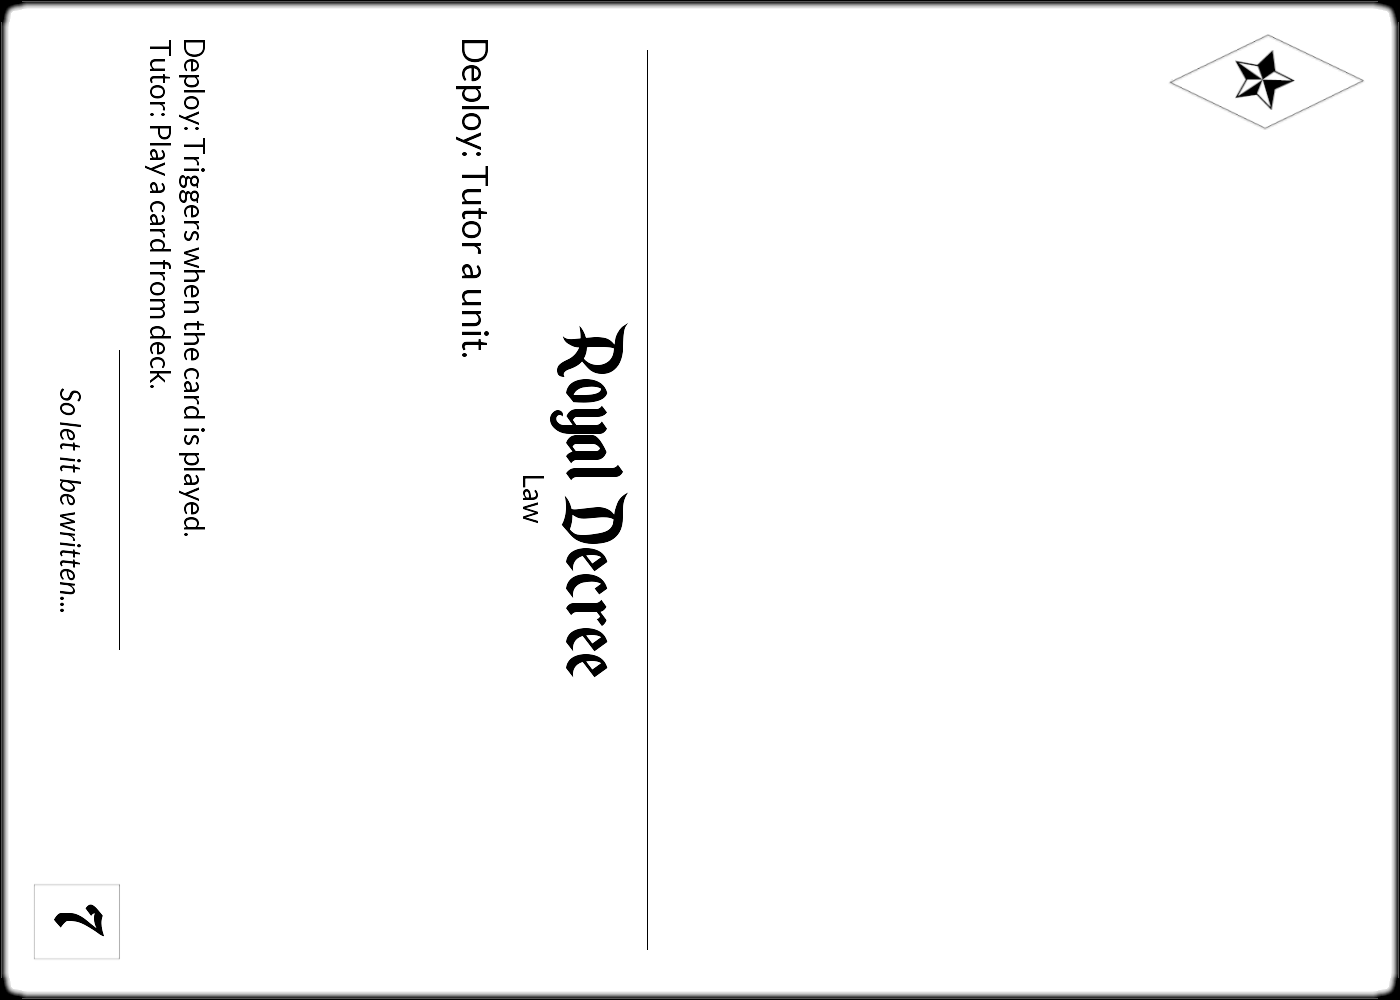 Royal Decree
Law
Deploy: Tutor a unit.
Deploy: Triggers when the card is played.
Tutor: Play a card from deck.
So let it be written...
7